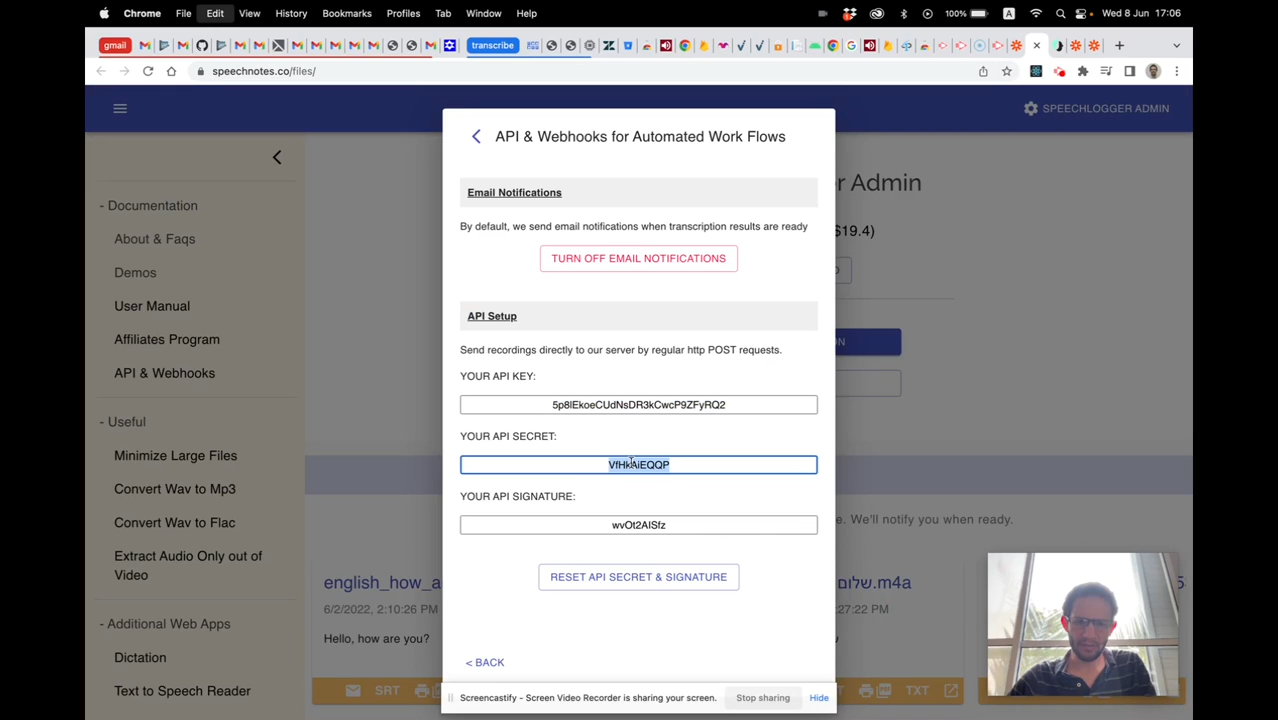 Chrome File Edit View History Bookmarks Profiles Tab Window Help 100% A Wed 8 Jun 17:06
gmail transcribe
speechnotes.co/files/
SPEECHLOGGER ADMIN
API & Webhooks for Automated Work Flows
- Documentation
About & Faqs
Demos
User Manual
Affiliates Program
API & Webhooks
- Useful
Minimize Large Files
Convert Wav to Mp3
Convert Wav to Flac
Extract Audio Only out of
Video
- Additional Web Apps
Dictation
Text to Speech Reader
Email Notifications
By default, we send email notifications when transcription results are ready
TURN OFF EMAIL NOTIFICATIONS
API Setup
Send recordings directly to our server by regular http POST requests.
YOUR API KEY:
5p8lEkoeCUdNsDR3kCwcP9ZFyRQ2
YOUR API SECRET:
VfHkAiEQQP
YOUR API SIGNATURE:
wvOt2AlSfz
RESET API SECRET & SIGNATURE
< BACK
r Admin
$19.4)
ON
e. We'll notify you when ready.
english_how_a
6/2/2022, 2:10:26 PM
Hello, how are you?
SRT
שלום.m4a
:27:22 PM
TXT
Screencastify - Screen Video Recorder is sharing your screen. Stop sharing Hide